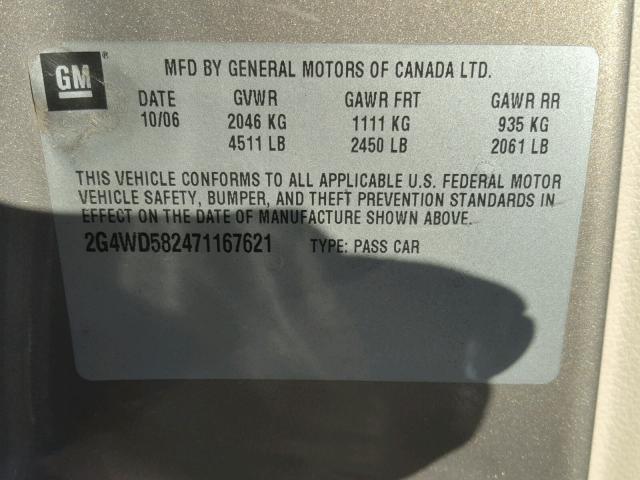 GM ® MFD BY GENERAL MOTORS OF CANADA LTD.
DATE GVWR GAWR FRT GAWR RR
10/06 2046 KG 1111 KG 935 KG
4511 LB 2450 LB 2061 LB
THIS VEHICLE CONFORMS TO ALL APPLICABLE U.S. FEDERAL MOTOR
VEHICLE SAFETY, BUMPER, AND THEFT PREVENTION STANDARDS IN
EFFECT ON THE DATE OF MANUFACTURE SHOWN ABOVE.
2G4WD582471167621 TYPE: PASS CAR